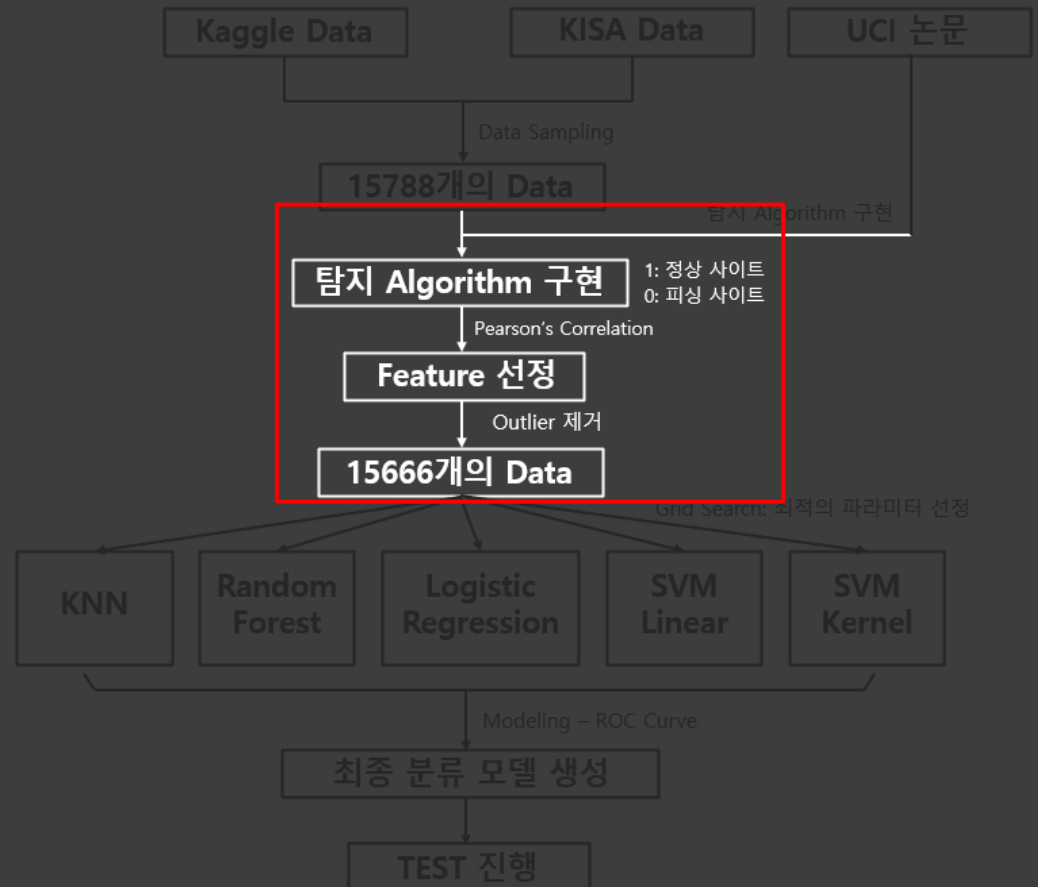 Kaggle Data
KISA Data
UCI 논문
Data Sampling
15788개의 Data
탐지 Algorithm 구현
탐지 Algorithm 구현
1: 정상 사이트
0: 피싱 사이트
Pearson's Correlation
Feature 선정
Outlier 제거
15666개의 Data
Grid Search: 최적의 파라미터 선정
KNN
Random
Forest
Logistic
Regression
SVM
Linear
SVM
Kernel
Modeling – ROC Curve
최종 분류 모델 생성
TEST 진행